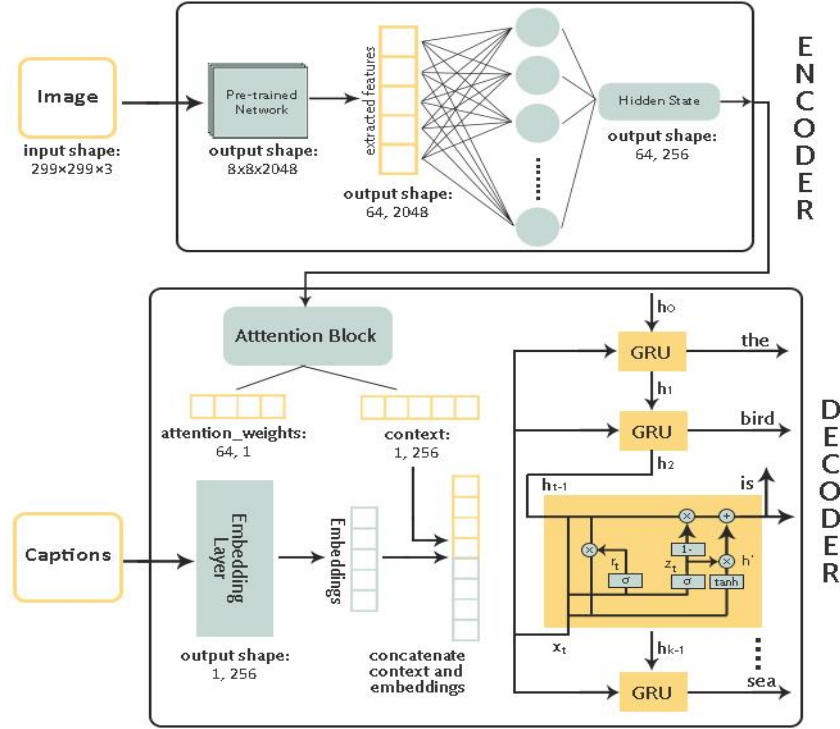 ENCODER
Image
input shape:
299×299×3
Pre-trained
Network
output shape:
8x8x2048
extracted features
output shape:
64, 2048
Hidden State
output shape:
64, 256
DECODER
Atttention Block
attention_weights:
64, 1
context:
1, 256
Captions
Embedding
Layer
output shape:
1, 256
Embeddings
concatenate
context and
embeddings
h0
GRU
the
h1
GRU
bird
h2
ht-1
is
×
+
×
rt
σ
1-
zt
σ
×
h'
tanh
xt
hk-1
GRU
sea